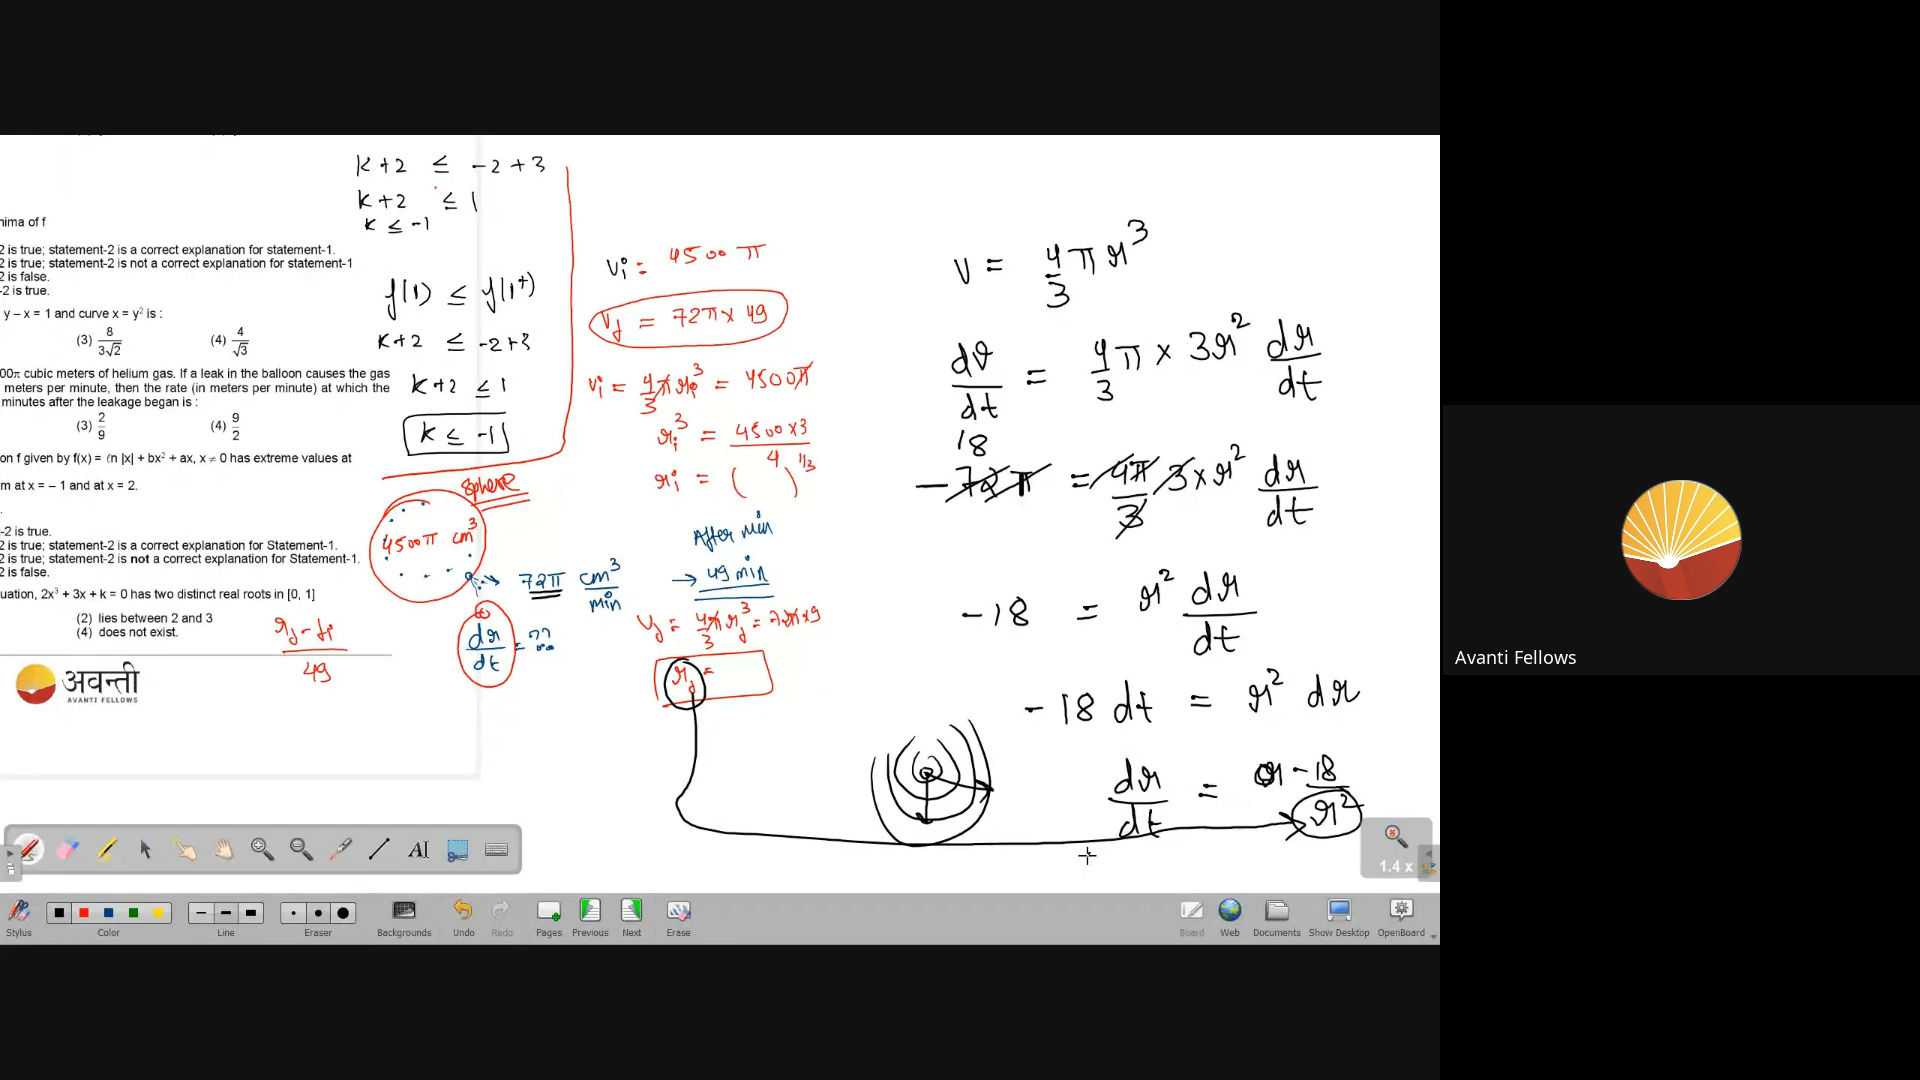 nima of f
2 is true; statement-2 is a correct explanation for statement-1.
2 is true; statement-2 is not a correct explanation for statement-1
2 is false.
-2 is true.
y – x = 1 and curve x = y² is :
(3) 8/3√2 (4) 4/√3
00π cubic meters of helium gas. If a leak in the balloon causes the gas
meters per minute, then the rate (in meters per minute) at which the
minutes after the leakage began is :
(3) 2/9 (4) 9/2
on f given by f(x) = ℓn |x| + bx² + ax, x ≠ 0 has extreme values at
m at x = – 1 and at x = 2.
-2 is true.
2 is true; statement-2 is a correct explanation for Statement-1.
2 is true; statement-2 is not a correct explanation for Statement-1.
2 is false.
uation, 2x³ + 3x + k = 0 has two distinct real roots in [0, 1]
(2) lies between 2 and 3
(4) does not exist.
अवन्ती
AVANTI FELLOWS
k+2 ≤ -2+3
k+2 ≤ 1
k ≤ -1
f(1) ≤ f(1⁺)
k+2 ≤ -2+3
k+2 ≤ 1
k ≤ -1
sphere
4500π cm³
72π cm³/min
dr/dt = ??
49
Vi = 4500π
Vf = 72π×49
Vi = 4/3 π ri³ = 4500π
ri³ = 4500×3/4
ri = ( )^1/3
After min
→ 49 min
Vf = 4/3 π rf³ = 72π×9
rf =
V = 4/3 π r³
dv/dt = 4/3 π × 3r² dr/dt
18
-72π = 4π/3 3×r² dr/dt
-18 = r² dr/dt
-18 dt = r² dr
dr/dt = -18/r²
1.4 x
Stylus Color Line Eraser Backgrounds Undo Redo Pages Previous Next Erase Board Web Documents Show Desktop OpenBoard
Avanti Fellows